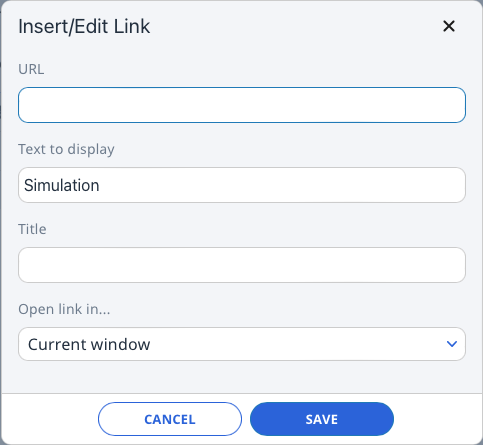 Insert/Edit Link
URL
Text to display
Simulation
Title
Open link in...
Current window
CANCEL SAVE